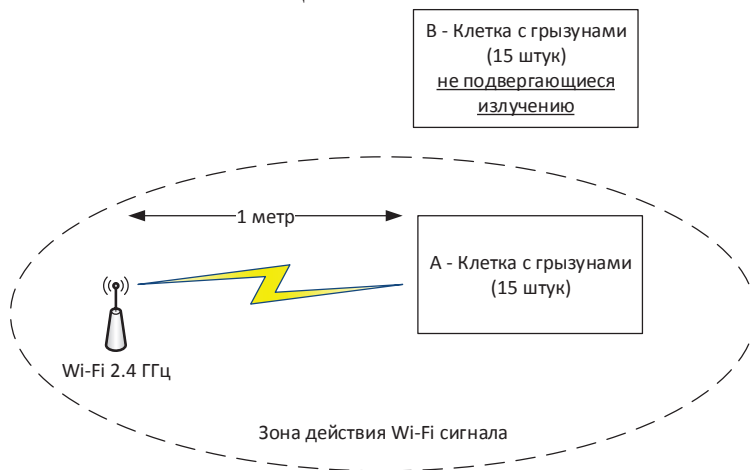 В - Клетка с грызунами
(15 штук)
не подвергающиеся
излучению
1 метр
А - Клетка с грызунами
(15 штук)
Wi-Fi 2.4 ГГц
Зона действия Wi-Fi сигнала